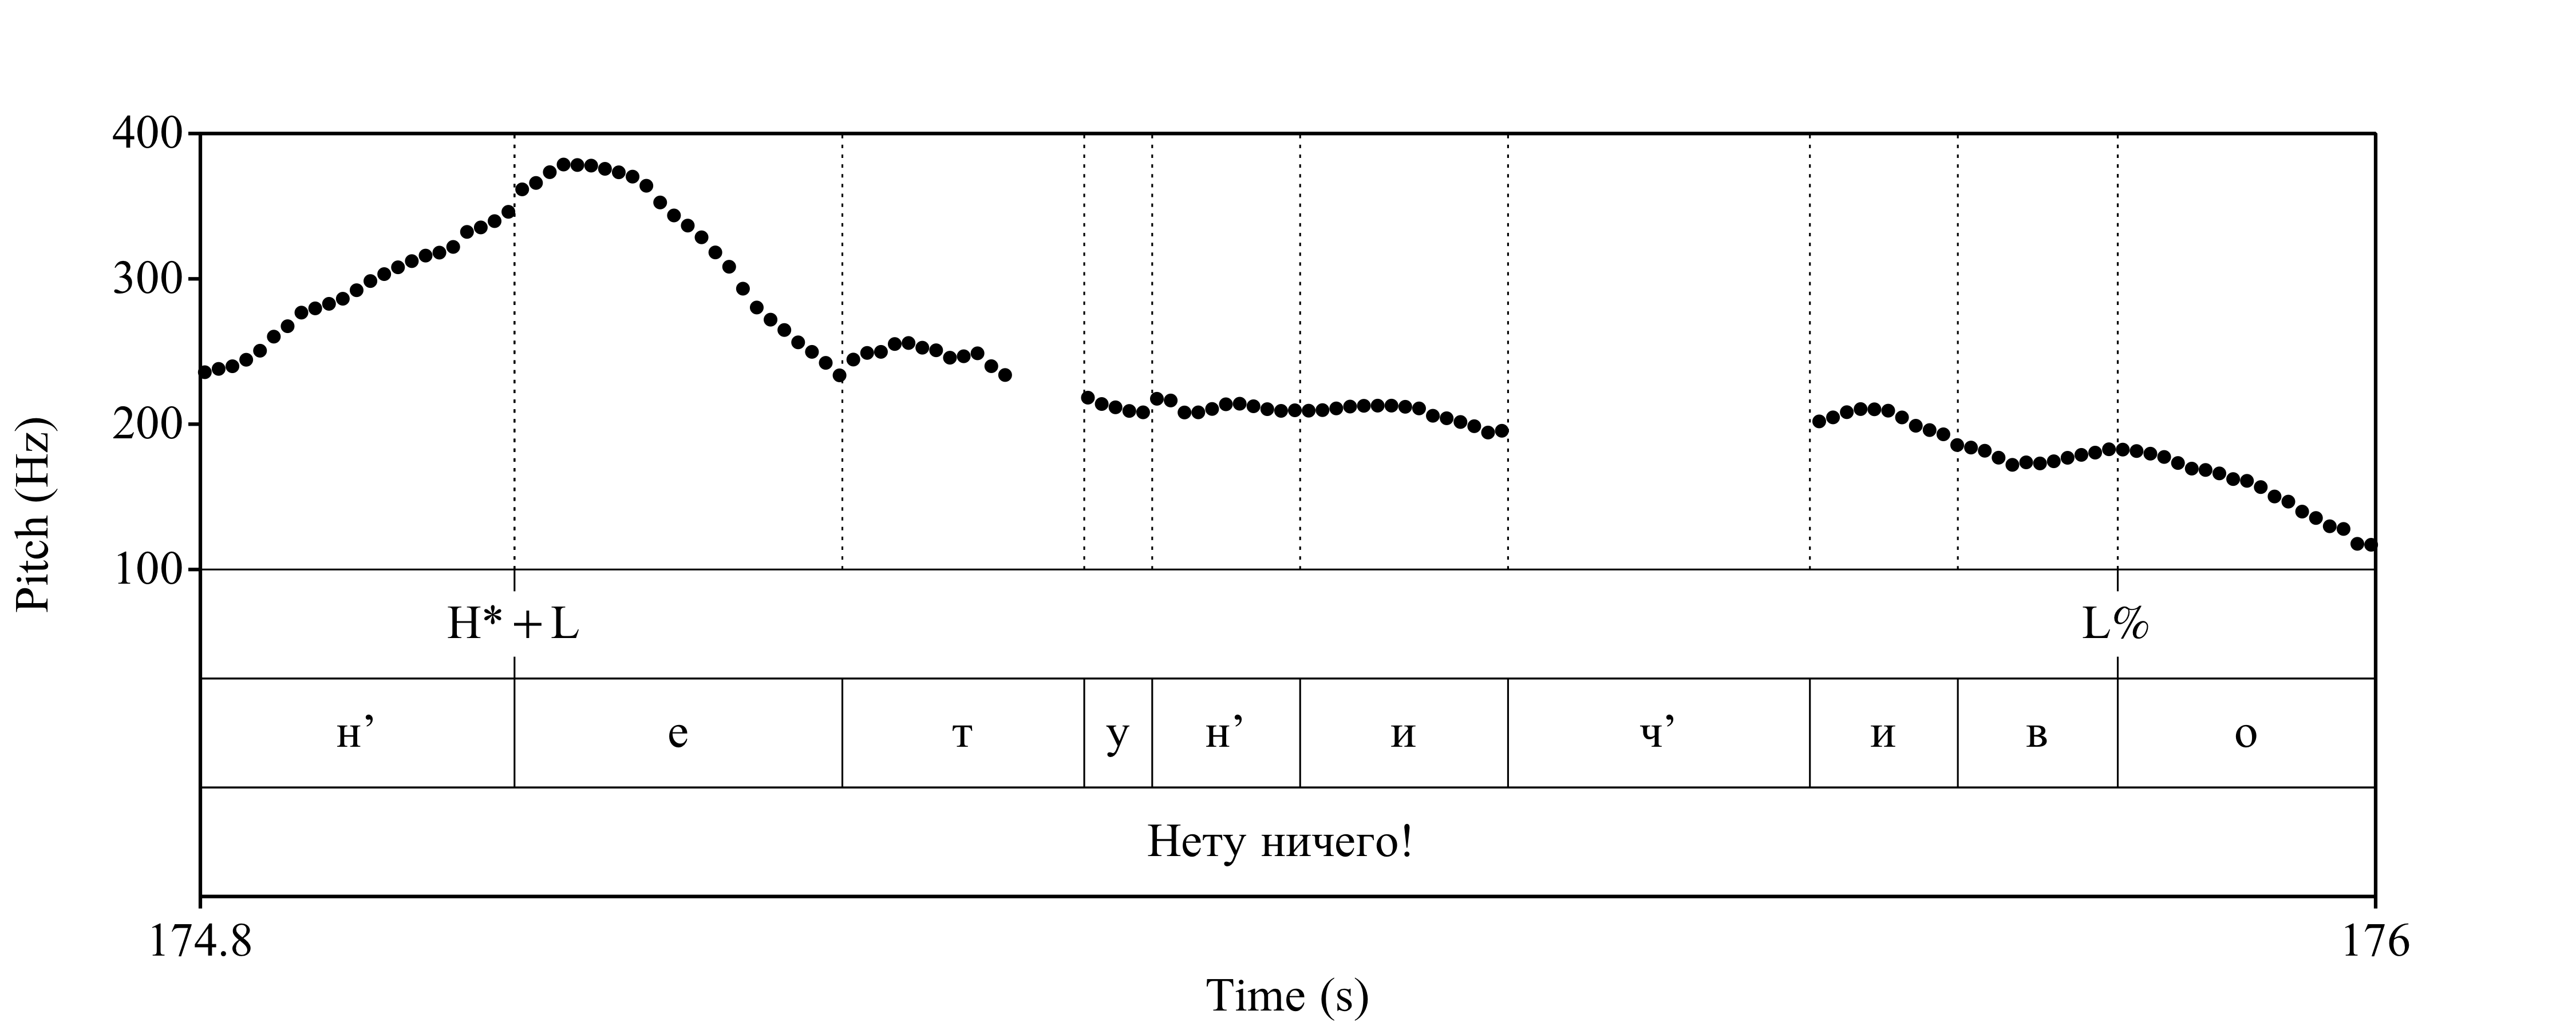 400
300
200
100
Pitch (Hz)
H*+L L%
н’ е т у н’ и ч’ и в о
Нету ничего!
174.8 176
Time (s)